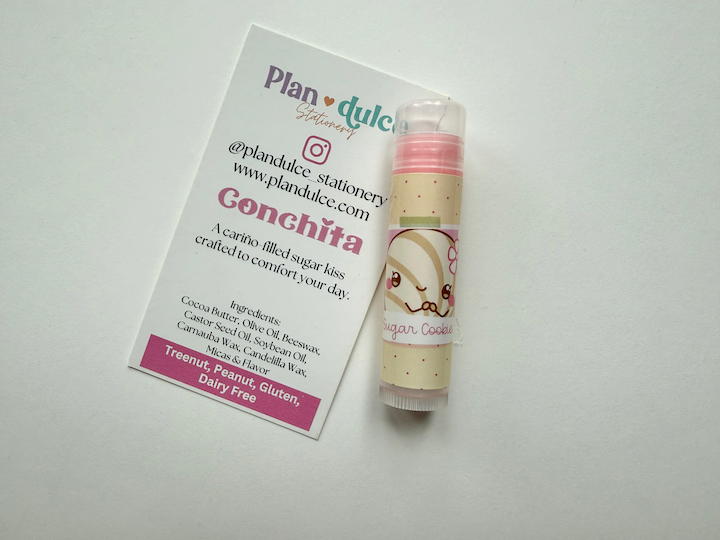 Plan dulce
Stationery
@plandulce_stationery
www.plandulce.com
Conchita
A cariño-filled sugar kiss
crafted to comfort your day.
Ingredients:
Cocoa Butter, Olive Oil, Beeswax,
Castor Seed Oil, Soybean Oil,
Carnauba Wax, Candelilla Wax,
Micas & Flavor
Treenut, Peanut, Gluten,
Dairy Free
Sugar Cookie